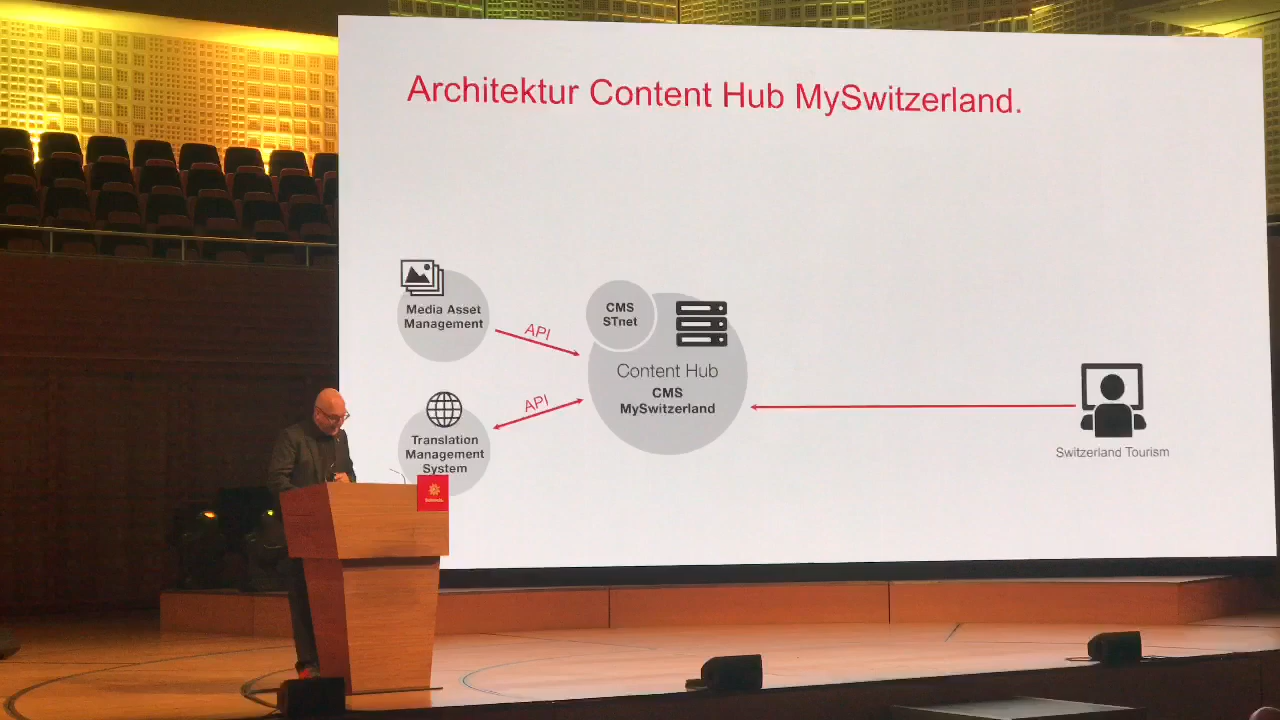 Architektur Content Hub MySwitzerland.
Media Asset
Management
API
CMS
STnet
Content Hub
CMS
MySwitzerland
API
Translation
Management
System
Switzerland Tourism